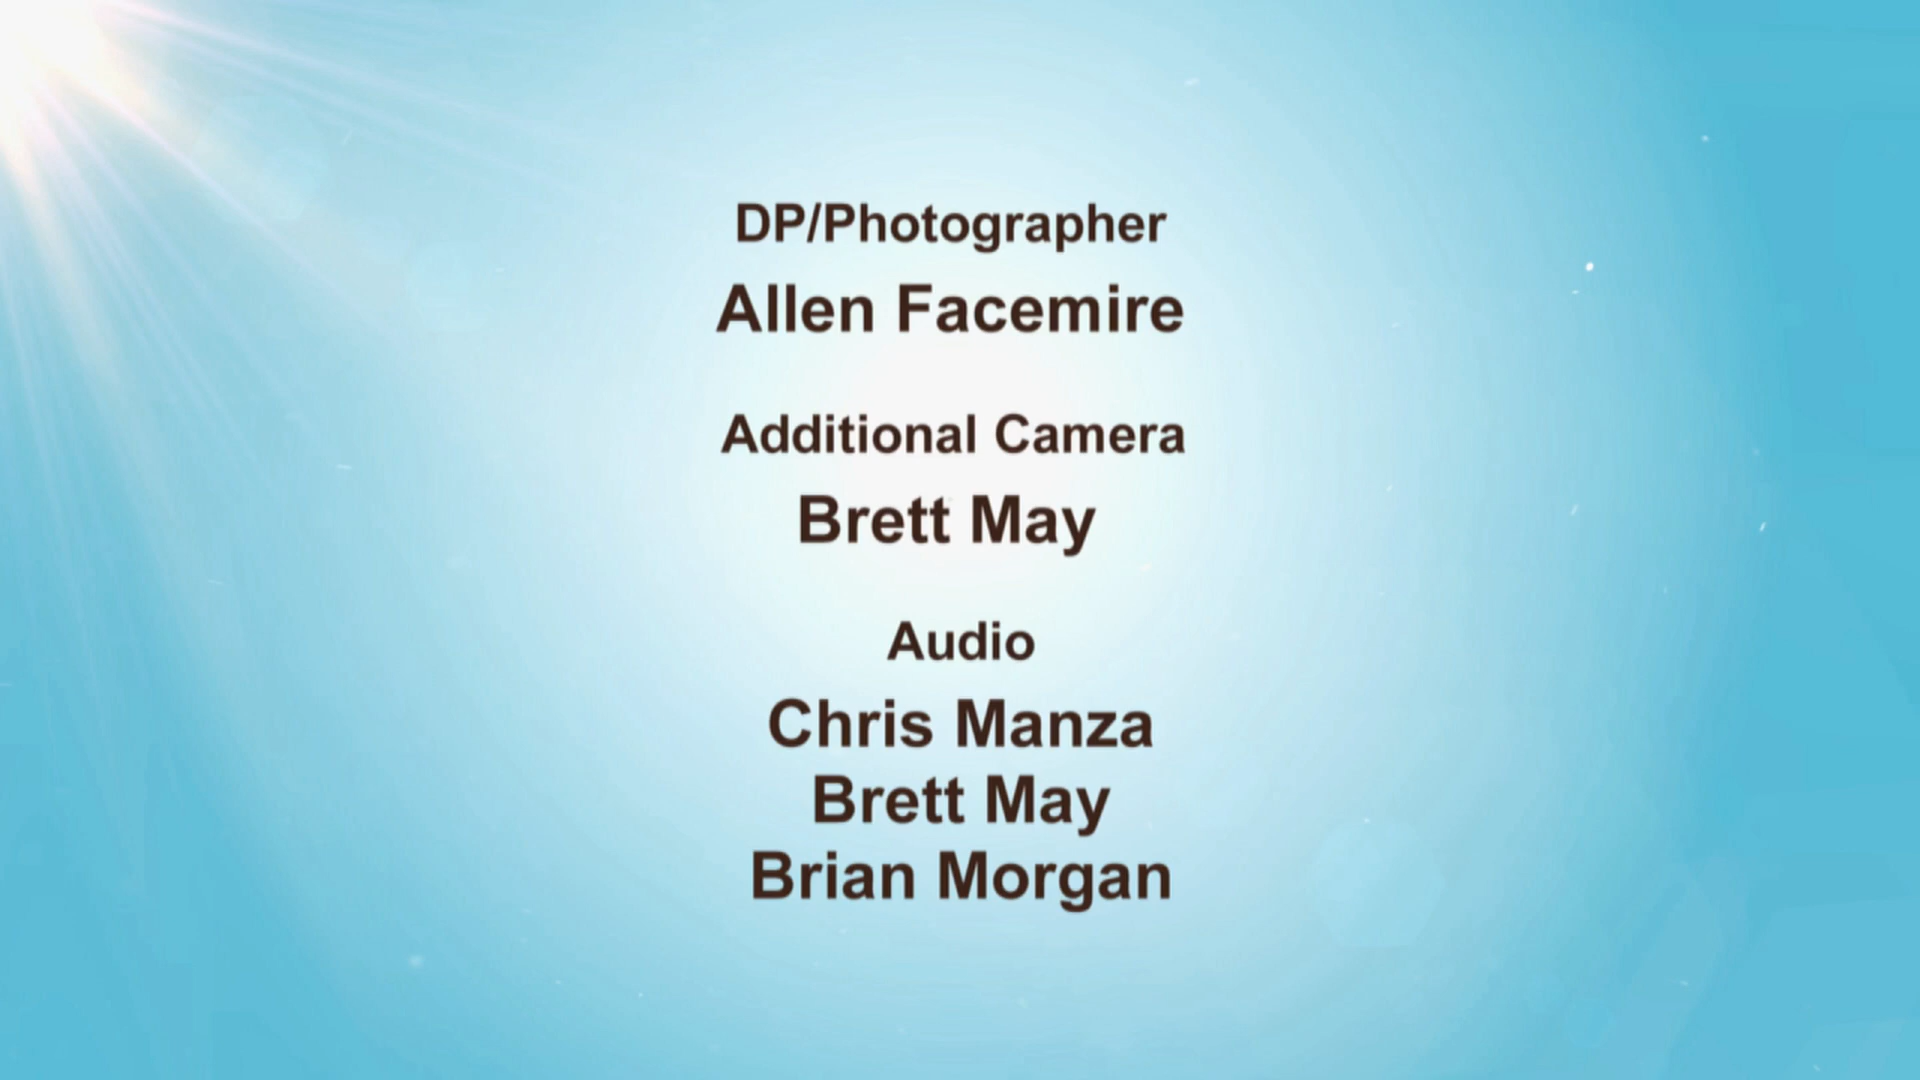 DP/Photographer
Allen Facemire
Additional Camera
Brett May
Audio
Chris Manza
Brett May
Brian Morgan